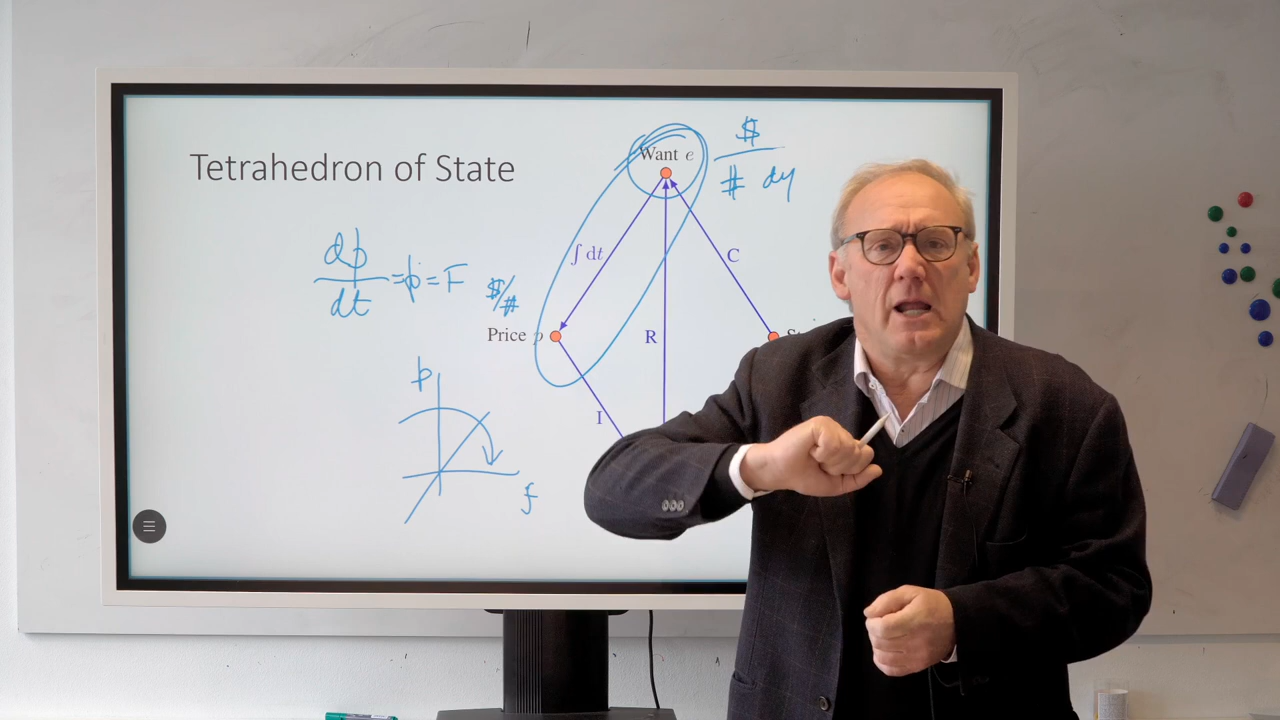 Tetrahedron of State
Want e
$
# dy
dp
dt
=ṗ=F
∫ dt
C
$/#
Price p
R
I
p
f